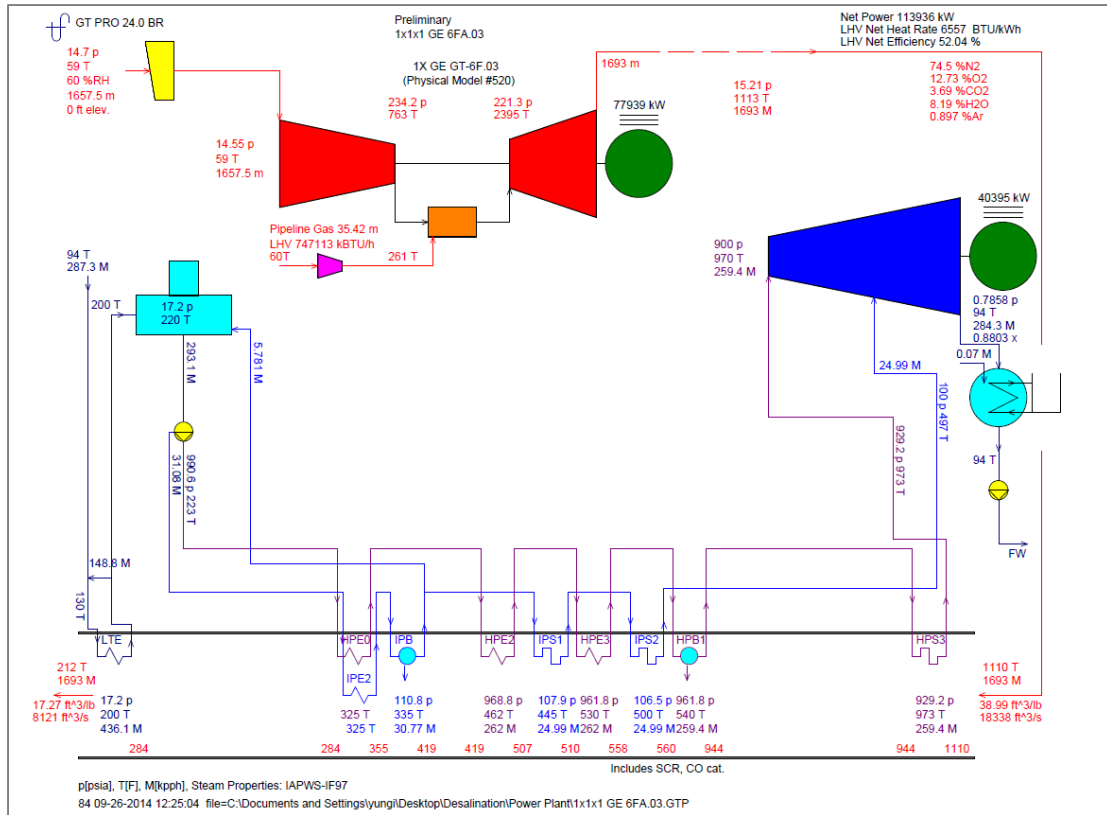 GT PRO 24.0 BR
Preliminary
1x1x1 GE 6FA.03
Net Power 113936 kW
LHV Net Heat Rate 6557 BTU/kWh
LHV Net Efficiency 52.04 %
14.7 p
59 T
60 %RH
1657.5 m
0 ft elev.
1X GE GT-6F.03
(Physical Model #520)
1693 m
15.21 p
1113 T
1693 M
74.5 %N2
12.73 %O2
3.69 %CO2
8.19 %H2O
0.897 %Ar
234.2 p
763 T
221.3 p
2395 T
77939 kW
14.55 p
59 T
1657.5 m
40395 kW
Pipeline Gas 35.42 m
LHV 747113 kBTU/h
60T
261 T
900 p
970 T
259.4 M
94 T
287.3 M
200 T
17.2 p
220 T
0.7858 p
94 T
284.3 M
0.8803 x
0.07 M
24.99 M
293.1 M
5.781 M
100 p 497 T
929.2 p 973 T
31.08 M
990.6 p 223 T
94 T
FW
148.8 M
130 T
LTE
HPE0
IPB
HPE2
IPS1
HPE3
IPS2
HPB1
HPS3
IPE2
212 T
1693 M
17.27 ft^3/lb
8121 ft^3/s
1110 T
1693 M
38.99 ft^3/lb
18338 ft^3/s
17.2 p
200 T
436.1 M
325 T
325 T
110.8 p
335 T
30.77 M
968.8 p
462 T
262 M
107.9 p
445 T
24.99 M
961.8 p
530 T
262 M
106.5 p
500 T
24.99 M
961.8 p
540 T
259.4 M
929.2 p
973 T
259.4 M
284 284 355 419 419 507 510 558 560 944 944 1110
Includes SCR, CO cat.
p[psia], T[F], M[kpph], Steam Properties: IAPWS-IF97
84 09-26-2014 12:25:04 file=C:\Documents and Settings\yungi\Desktop\Desalination\Power Plant\1x1x1 GE 6FA.03.GTP